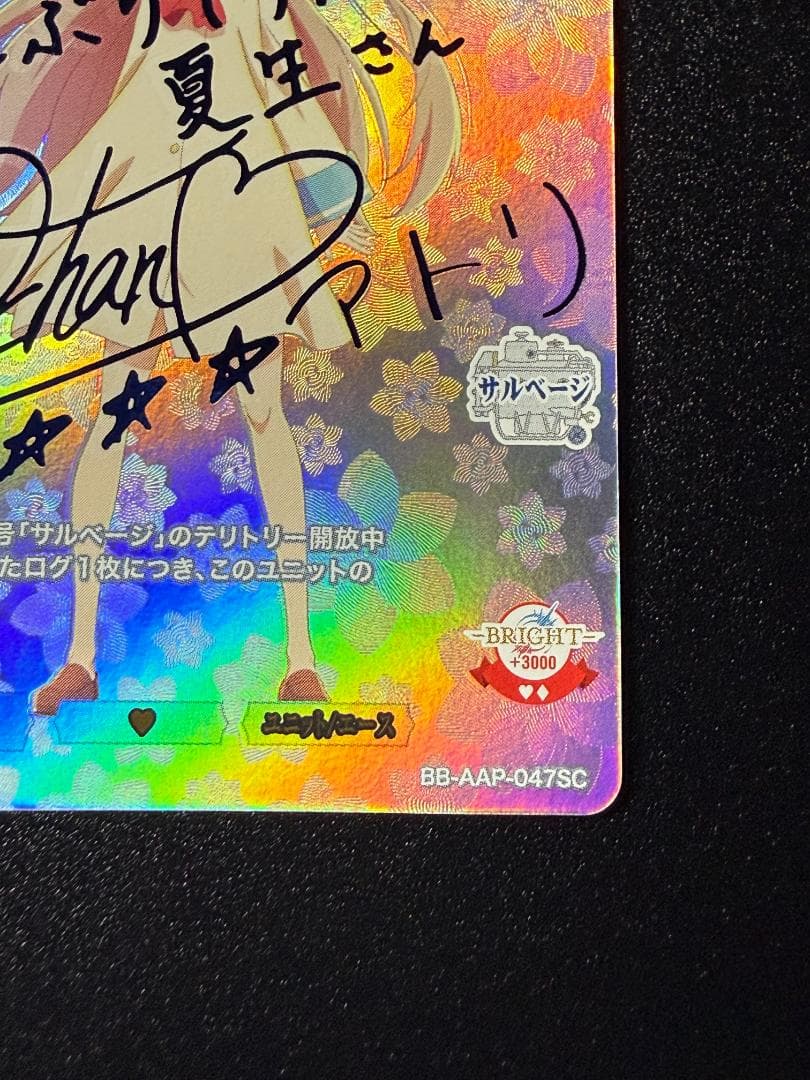 夏生さん
アトリ
サルベージ
号「サルベージ」のテリトリー開放中
たログ1枚につき、このユニットの
BRIGHT
+3000
ユニット/エース
BB-AAP-047SC